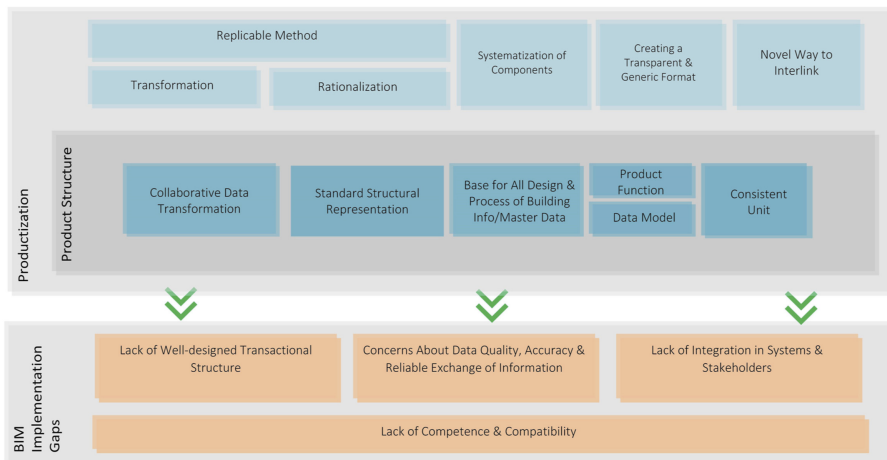 Productization
Replicable Method
Transformation
Rationalization
Systematization of
Components
Creating a
Transparent &
Generic Format
Novel Way to
Interlink
Product Structure
Collaborative Data
Transformation
Standard Structural
Representation
Base for All Design &
Process of Building
Info/Master Data
Product
Function
Data Model
Consistent
Unit
BIM
Implementation
Gaps
Lack of Well-designed Transactional
Structure
Concerns About Data Quality, Accuracy &
Reliable Exchange of Information
Lack of Integration in Systems &
Stakeholders
Lack of Competence & Compatibility